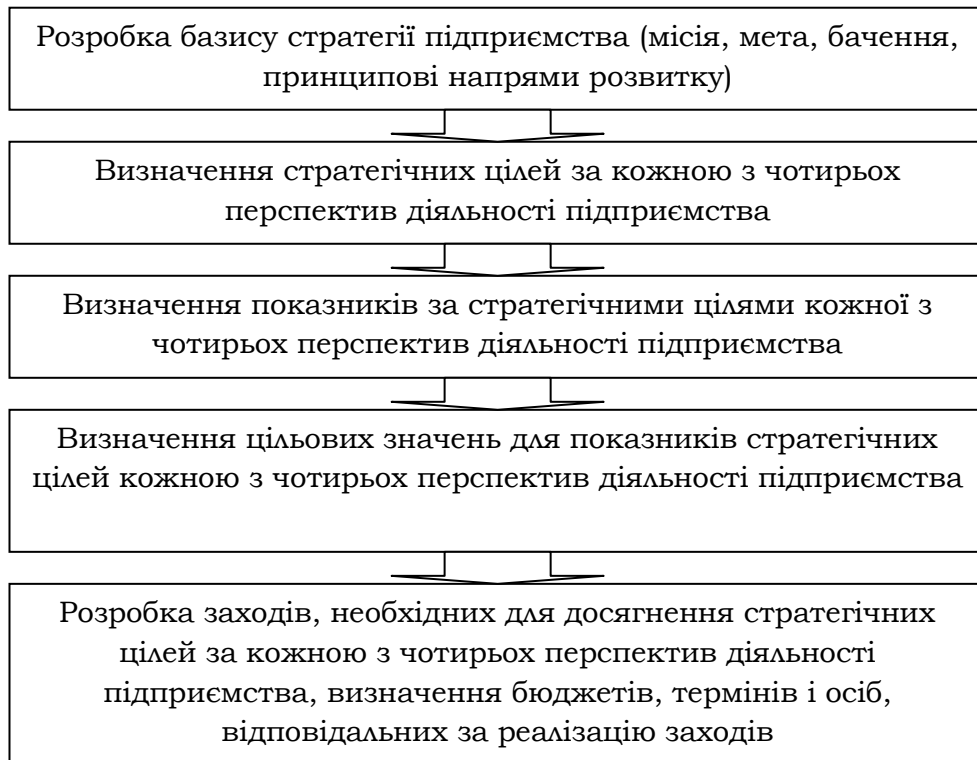 Розробка базису стратегії підприємства (місія, мета, бачення,
принципові напрями розвитку)
Визначення стратегічних цілей за кожною з чотирьох
перспектив діяльності підприємства
Визначення показників за стратегічними цілями кожної з
чотирьох перспектив діяльності підприємства
Визначення цільових значень для показників стратегічних
цілей кожною з чотирьох перспектив діяльності підприємства
Розробка заходів, необхідних для досягнення стратегічних
цілей за кожною з чотирьох перспектив діяльності
підприємства, визначення бюджетів, термінів і осіб,
відповідальних за реалізацію заходів